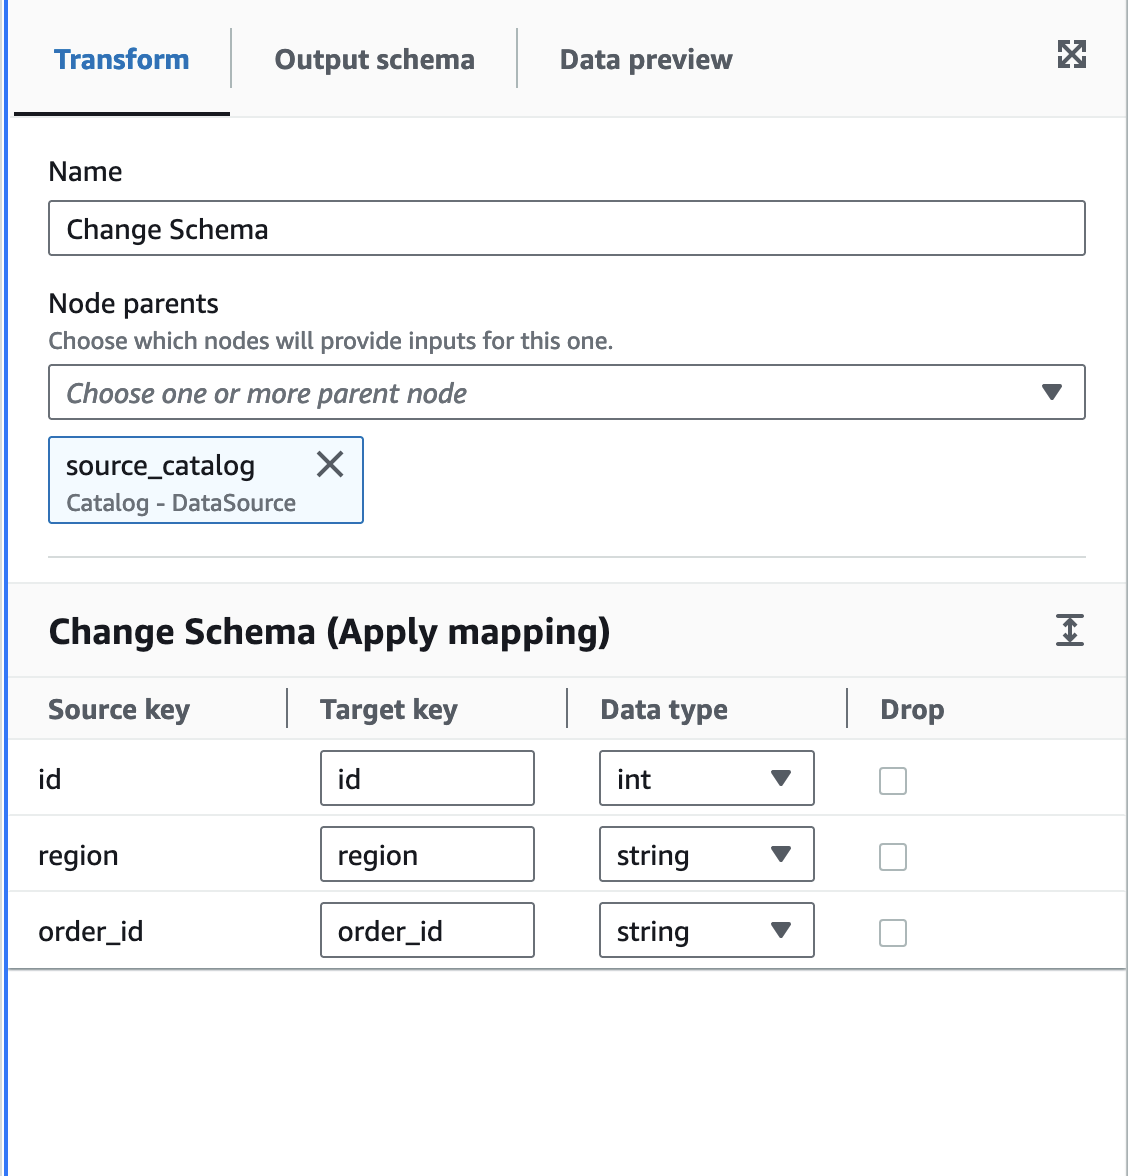 Transform Output schema Data preview
Name
Change Schema
Node parents
Choose which nodes will provide inputs for this one.
Choose one or more parent node
source_catalog
Catalog - DataSource
Change Schema (Apply mapping)
Source key Target key Data type Drop
id id int
region region string
order_id order_id string